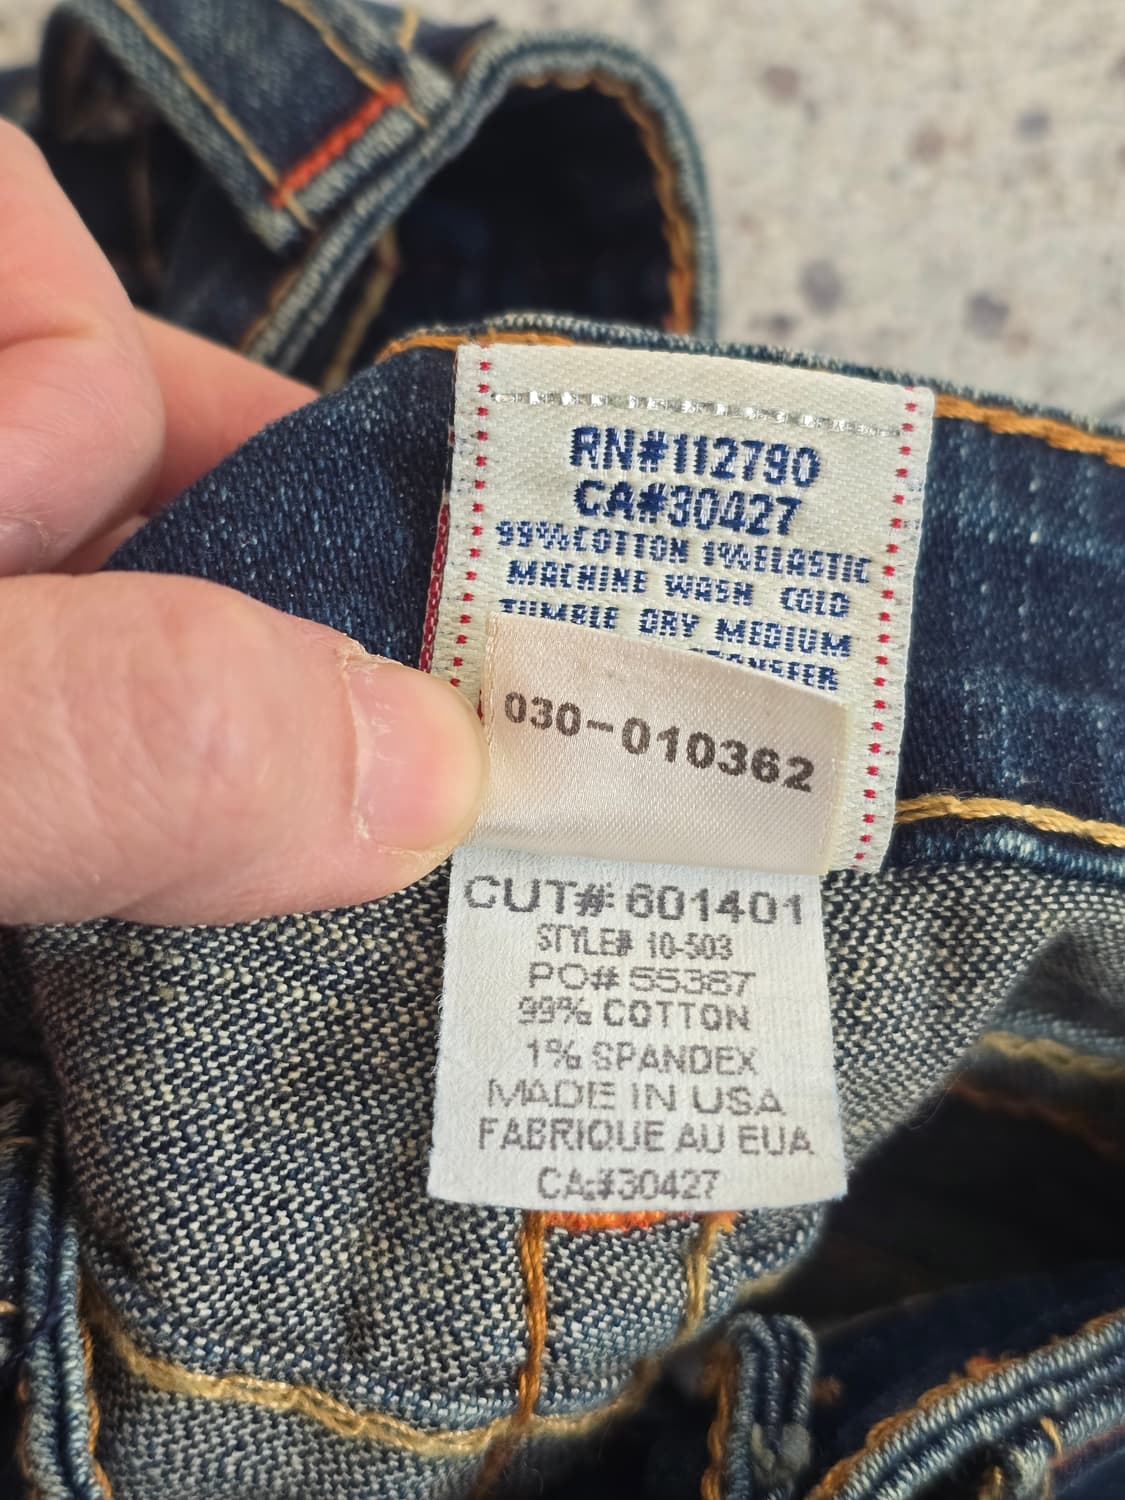 RN#112790
CA#30427
99%COTTON 1%ELASTIC
MACHINE WASH COLD
TUMBLE DRY MEDIUM
TRANSFER
030-010362
CUT# 601401
STYLE# 10-503
PO# 55387
99% COTTON
1% SPANDEX
MADE IN USA
FABRIQUE AU EUA
CA:#30427